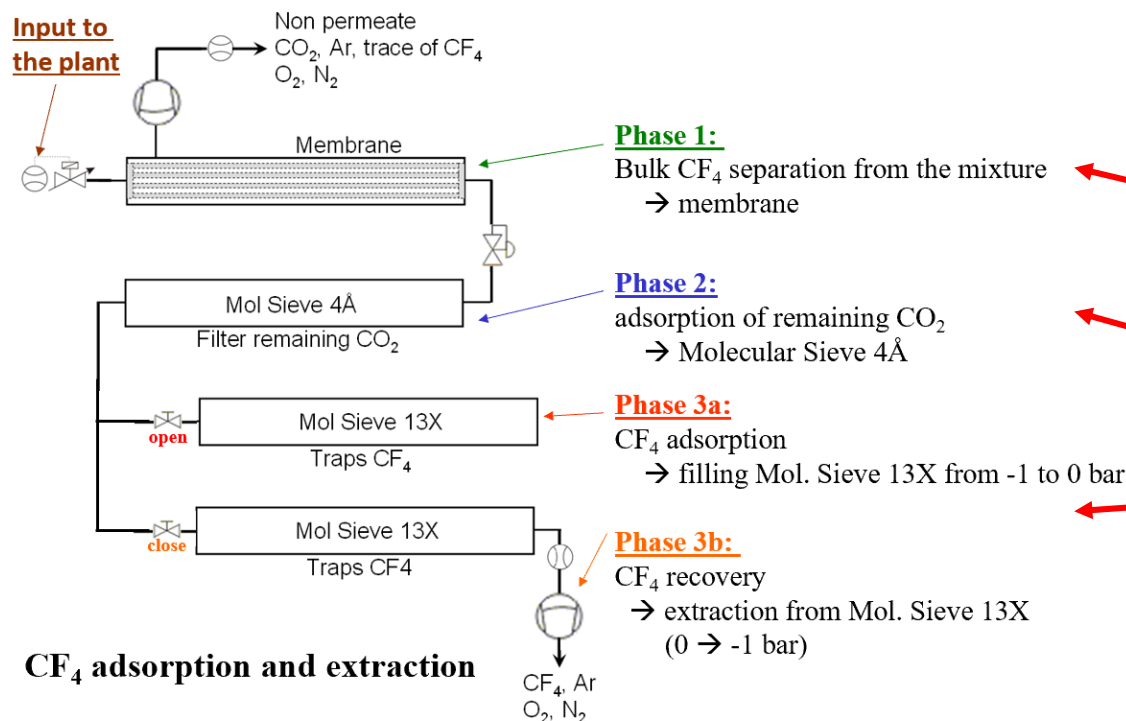 Input to
the plant
Non permeate
CO₂, Ar, trace of CF₄
O₂, N₂
Membrane
Phase 1:
Bulk CF₄ separation from the mixture
→ membrane
Mol Sieve 4Å
Filter remaining CO₂
Phase 2:
adsorption of remaining CO₂
→ Molecular Sieve 4Å
open
Mol Sieve 13X
Traps CF₄
Phase 3a:
CF₄ adsorption
→ filling Mol. Sieve 13X from -1 to 0 bar
close
Mol Sieve 13X
Traps CF4
Phase 3b:
CF₄ recovery
→ extraction from Mol. Sieve 13X
(0 → -1 bar)
CF₄ adsorption and extraction
CF₄, Ar
O₂, N₂